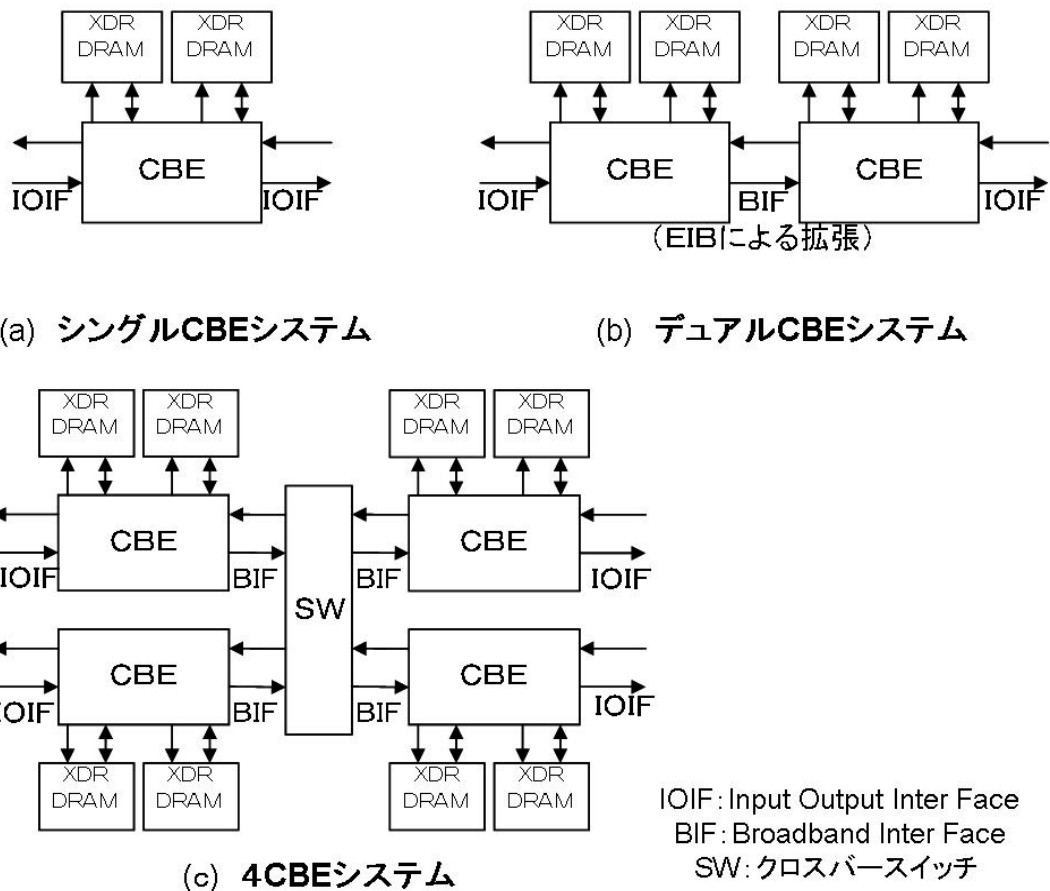 XDR DRAM XDR DRAM
CBE
IOIF IOIF
(a) シングルCBEシステム
XDR DRAM XDR DRAM XDR DRAM XDR DRAM
CBE CBE
IOIF BIF IOIF
(EIBによる拡張)
(b) デュアルCBEシステム
XDR DRAM XDR DRAM XDR DRAM XDR DRAM
CBE CBE
IOIF BIF BIF IOIF
SW
CBE CBE
IOIF BIF BIF IOIF
XDR DRAM XDR DRAM XDR DRAM XDR DRAM
(c) 4CBEシステム
IOIF:Input Output Inter Face
BIF:Broadband Inter Face
SW:クロスバースイッチ